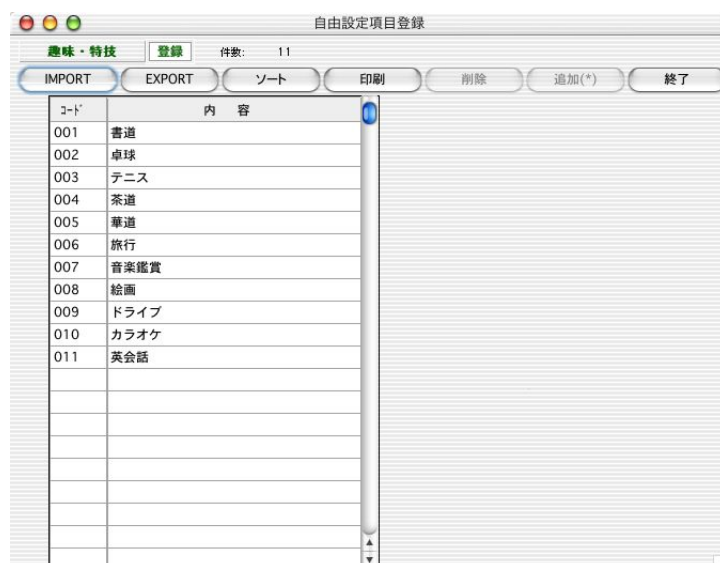 自由設定項目登録
趣味・特技 登録 件数: 11
IMPORT EXPORT ソート 印刷 削除 追加(*) 終了
コード 内 容
001 書道
002 卓球
003 テニス
004 茶道
005 華道
006 旅行
007 音楽鑑賞
008 絵画
009 ドライブ
010 カラオケ
011 英会話